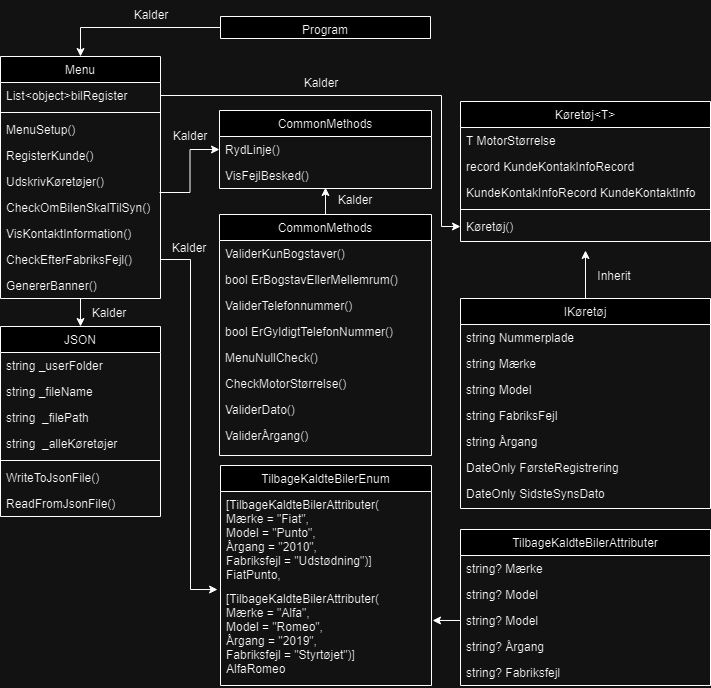 Kalder
Program
Menu
List<object>bilRegister
MenuSetup()
RegisterKunde()
UdskrivKøretøjer()
CheckOmBilenSkalTilSyn()
VisKontaktInformation()
CheckEfterFabriksFejl()
GenererBanner()
Kalder
Kalder
CommonMethods
RydLinje()
VisFejlBesked()
Kalder
Kalder
CommonMethods
ValiderKunBogstaver()
bool ErBogstavEllerMellemrum()
ValiderTelefonnummer()
bool ErGyldigtTelefonNummer()
MenuNullCheck()
CheckMotorStørrelse()
ValiderDato()
ValiderÅrgang()
Køretøj<T>
T MotorStørrelse
record KundeKontakInfoRecord
KundeKontakInfoRecord KundeKontaktInfo
Køretøj()
Inherit
IKøretøj
string Nummerplade
string Mærke
string Model
string FabriksFejl
string Årgang
DateOnly FørsteRegistrering
DateOnly SidsteSynsDato
Kalder
JSON
string _userFolder
string _fileName
string _filePath
string _alleKøretøjer
WriteToJsonFile()
ReadFromJsonFile()
TilbageKaldteBilerEnum
[TilbageKaldteBilerAttributer(
Mærke = "Fiat",
Model = "Punto",
Årgang = "2010",
Fabriksfejl = "Udstødning")]
FiatPunto,
[TilbageKaldteBilerAttributer(
Mærke = "Alfa",
Model = "Romeo",
Årgang = "2019",
Fabriksfejl = "Styrtøjet")]
AlfaRomeo
TilbageKaldteBilerAttributer
string? Mærke
string? Model
string? Model
string? Årgang
string? Fabriksfejl